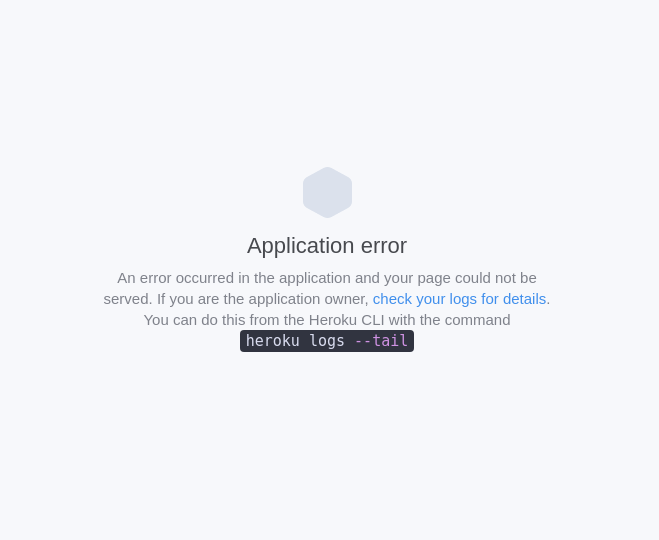 Application error
An error occurred in the application and your page could not be
served. If you are the application owner, check your logs for details.
You can do this from the Heroku CLI with the command
heroku logs --tail